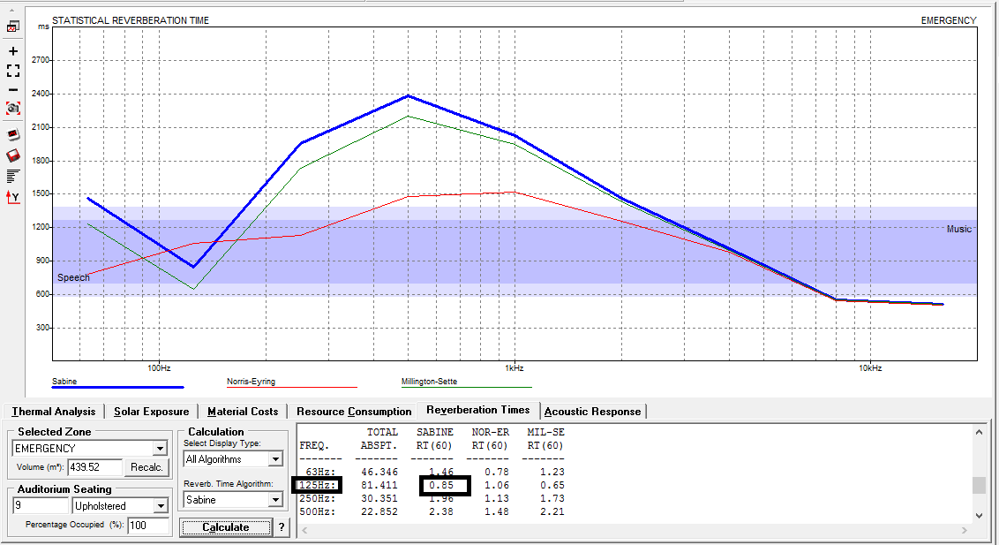 STATISTICAL REVERBERATION TIME EMERGENCY
ms
2700
2400
2100
1800
1500
1200
900
600
300
Music
Speech
100Hz 1kHz 10kHz
Sabine Norris-Eyring Millington-Sette
Y
Thermal Analysis Solar Exposure Material Costs Resource Consumption Reverberation Times Acoustic Response
Selected Zone
EMERGENCY
Volume (m³): 439.52 Recalc.
Auditorium Seating
9 Upholstered
Percentage Occupied (%): 100
Calculation
Select Display Type:
All Algorithms
Reverb. Time Algorithm:
Sabine
Calculate ?
TOTAL SABINE NOR-ER MIL-SE
FREQ. ABSPT. RT(60) RT(60) RT(60)
-------- ------- ------- ------- -------
63Hz: 46.346 1.46 0.78 1.23
125Hz: 81.411 0.85 1.06 0.65
250Hz: 30.351 1.96 1.13 1.73
500Hz: 22.852 2.38 1.48 2.21